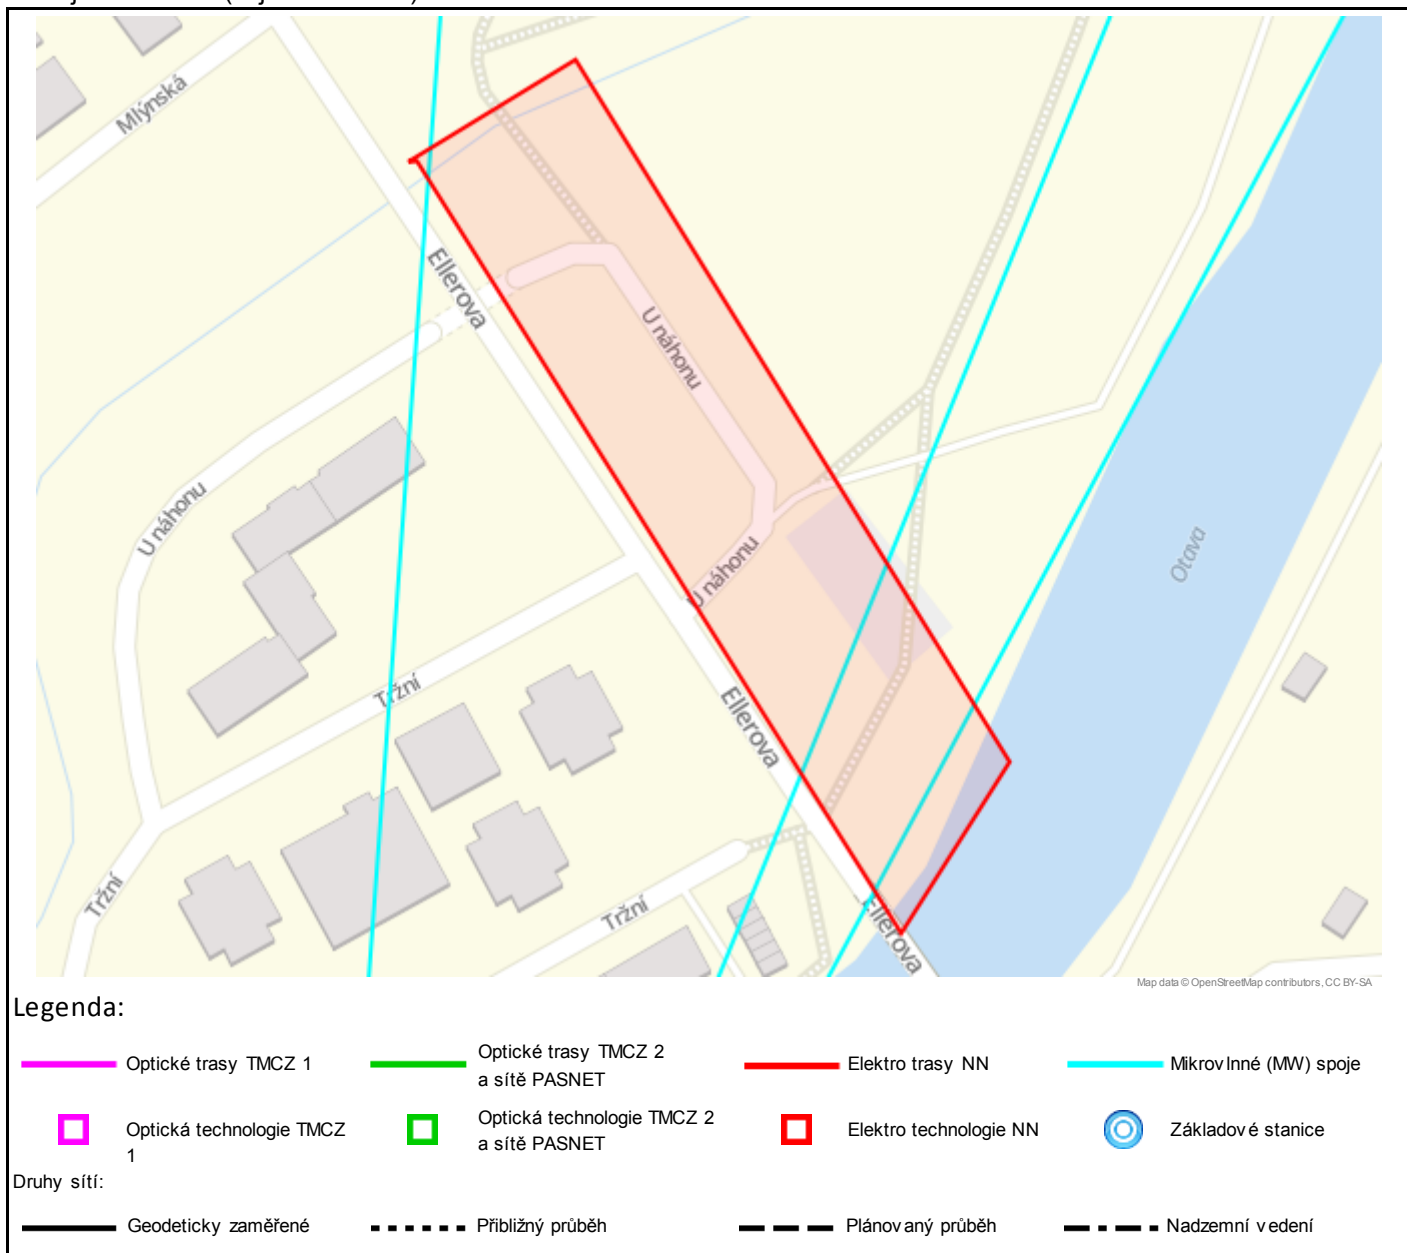 Mlýnská
Ellerova
U náhonu
U náhonu
U náhonu
Otava
Tržní
Ellerova
Tržní
Tržní
Ellerova
Map data © OpenStreetMap contributors, CC BY-SA
Legenda:
Optické trasy TMCZ 1
Optické trasy TMCZ 2
a sítě PASNET
Elektro trasy NN
Mikrovlnné (MW) spoje
Optická technologie TMCZ
1
Optická technologie TMCZ 2
a sítě PASNET
Elektro technologie NN
Základové stanice
Druhy sítí:
Geodeticky zaměřené
Přibližný průběh
Plánovaný průběh
Nadzemní vedení